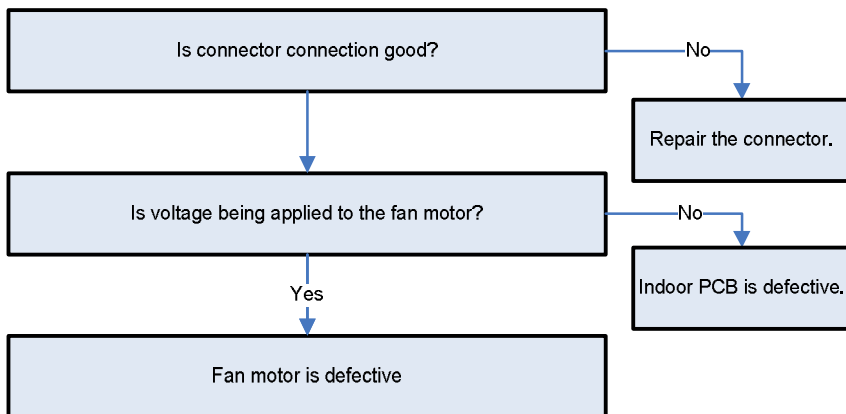 Is connector connection good?
No
Repair the connector.
Is voltage being applied to the fan motor?
No
Indoor PCB is defective.
Yes
Fan motor is defective